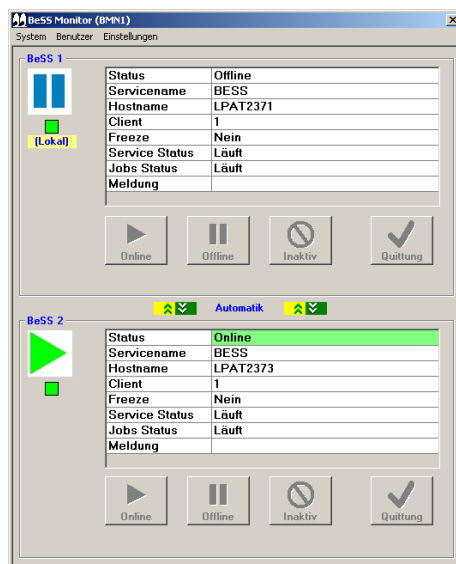 BeSS Monitor (BMN1)
System Benutzer Einstellungen
BeSS 1
(Lokal)
Status Offline
Servicename BESS
Hostname LPAT2371
Client 1
Freeze Nein
Service Status Läuft
Jobs Status Läuft
Meldung
Online Offline Inaktiv Quittung
Automatik
BeSS 2
Status Online
Servicename BESS
Hostname LPAT2373
Client 1
Freeze Nein
Service Status Läuft
Jobs Status Läuft
Meldung
Online Offline Inaktiv Quittung